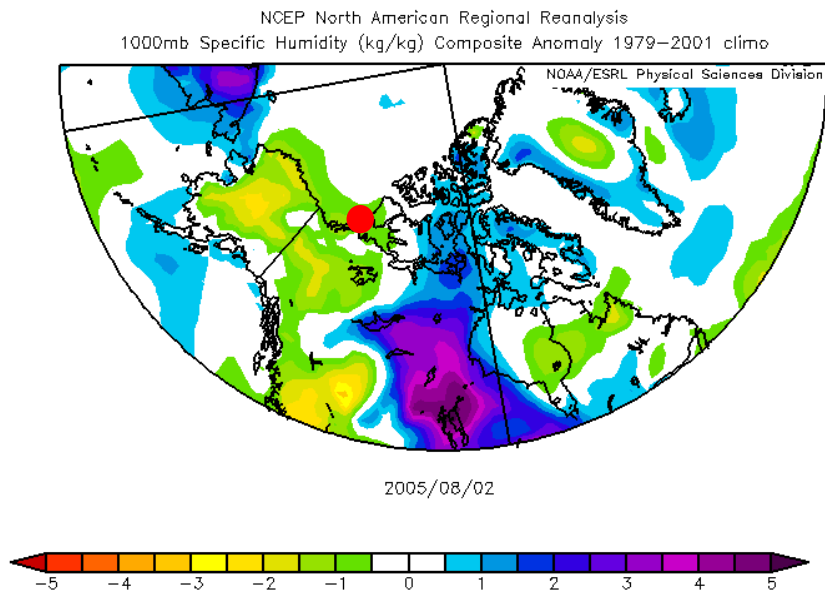 NCEP North American Regional Reanalysis
1000mb Specific Humidity (kg/kg) Composite Anomaly 1979-2001 climo
NOAA/ESRL Physical Sciences Division
2005/08/02
-5 -4 -3 -2 -1 0 1 2 3 4 5